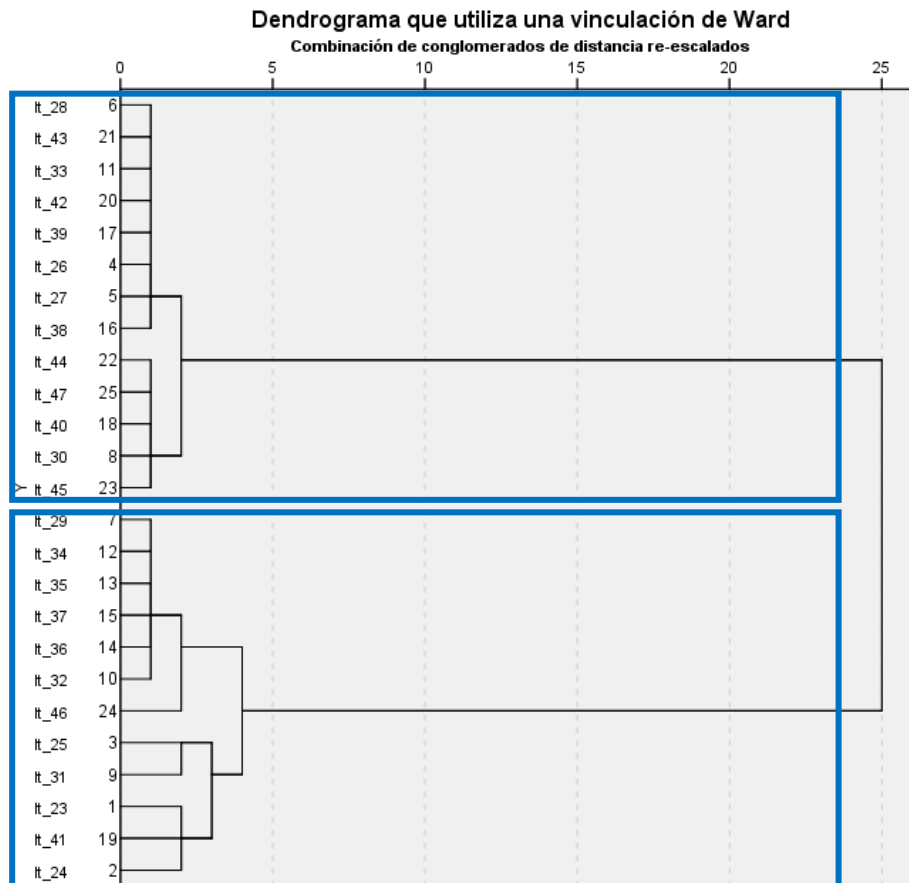 Dendrograma que utiliza una vinculación de Ward
Combinación de conglomerados de distancia re-escalados
0 5 10 15 20 25
It_28 6
It_43 21
It_33 11
It_42 20
It_39 17
It_26 4
It_27 5
It_38 16
It_44 22
It_47 25
It_40 18
It_30 8
Y It_45 23
It_29 7
It_34 12
It_35 13
It_37 15
It_36 14
It_32 10
It_46 24
It_25 3
It_31 9
It_23 1
It_41 19
It_24 2